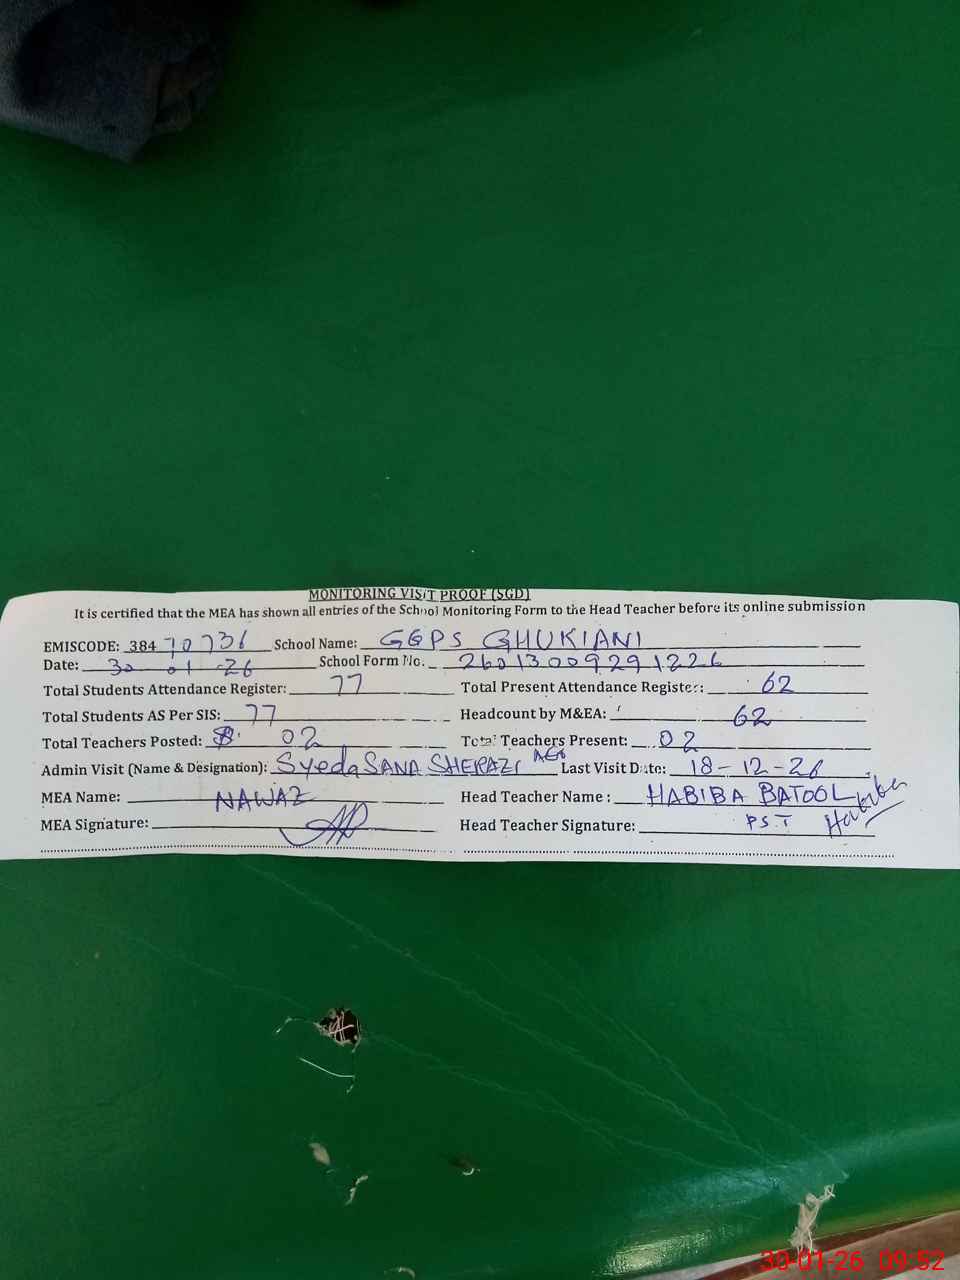 MONITORING VISIT PROOF (SGD)
It is certified that the MEA has shown all entries of the School Monitoring Form to the Head Teacher before its online submission
EMISCODE: 384 70736 School Name: GGPS GHUKIANI
Date: 30 01 -26 School Form No. 26013009291226
Total Students Attendance Register: 77 Total Present Attendance Register: 62
Total Students AS Per SIS: 77 Headcount by M&EA: 62
Total Teachers Posted: 02 Total Teachers Present: 02
Admin Visit (Name & Designation): Syeda SANA SHERAZI AEO Last Visit Date: 18-12-26
MEA Name: NAWAZ Head Teacher Name : HABIBA BATOOL
MEA Signature: Head Teacher Signature: P.S.T Habiba
30-01-26 09:52